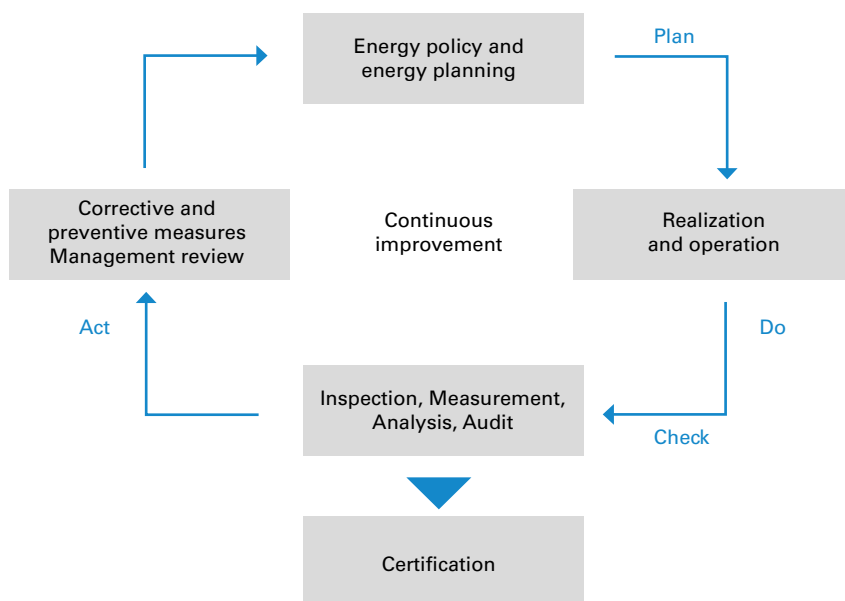 Energy policy and
energy planning
Plan
Corrective and
preventive measures
Management review
Continuous
improvement
Realization
and operation
Act
Do
Inspection, Measurement,
Analysis, Audit
Check
Certification